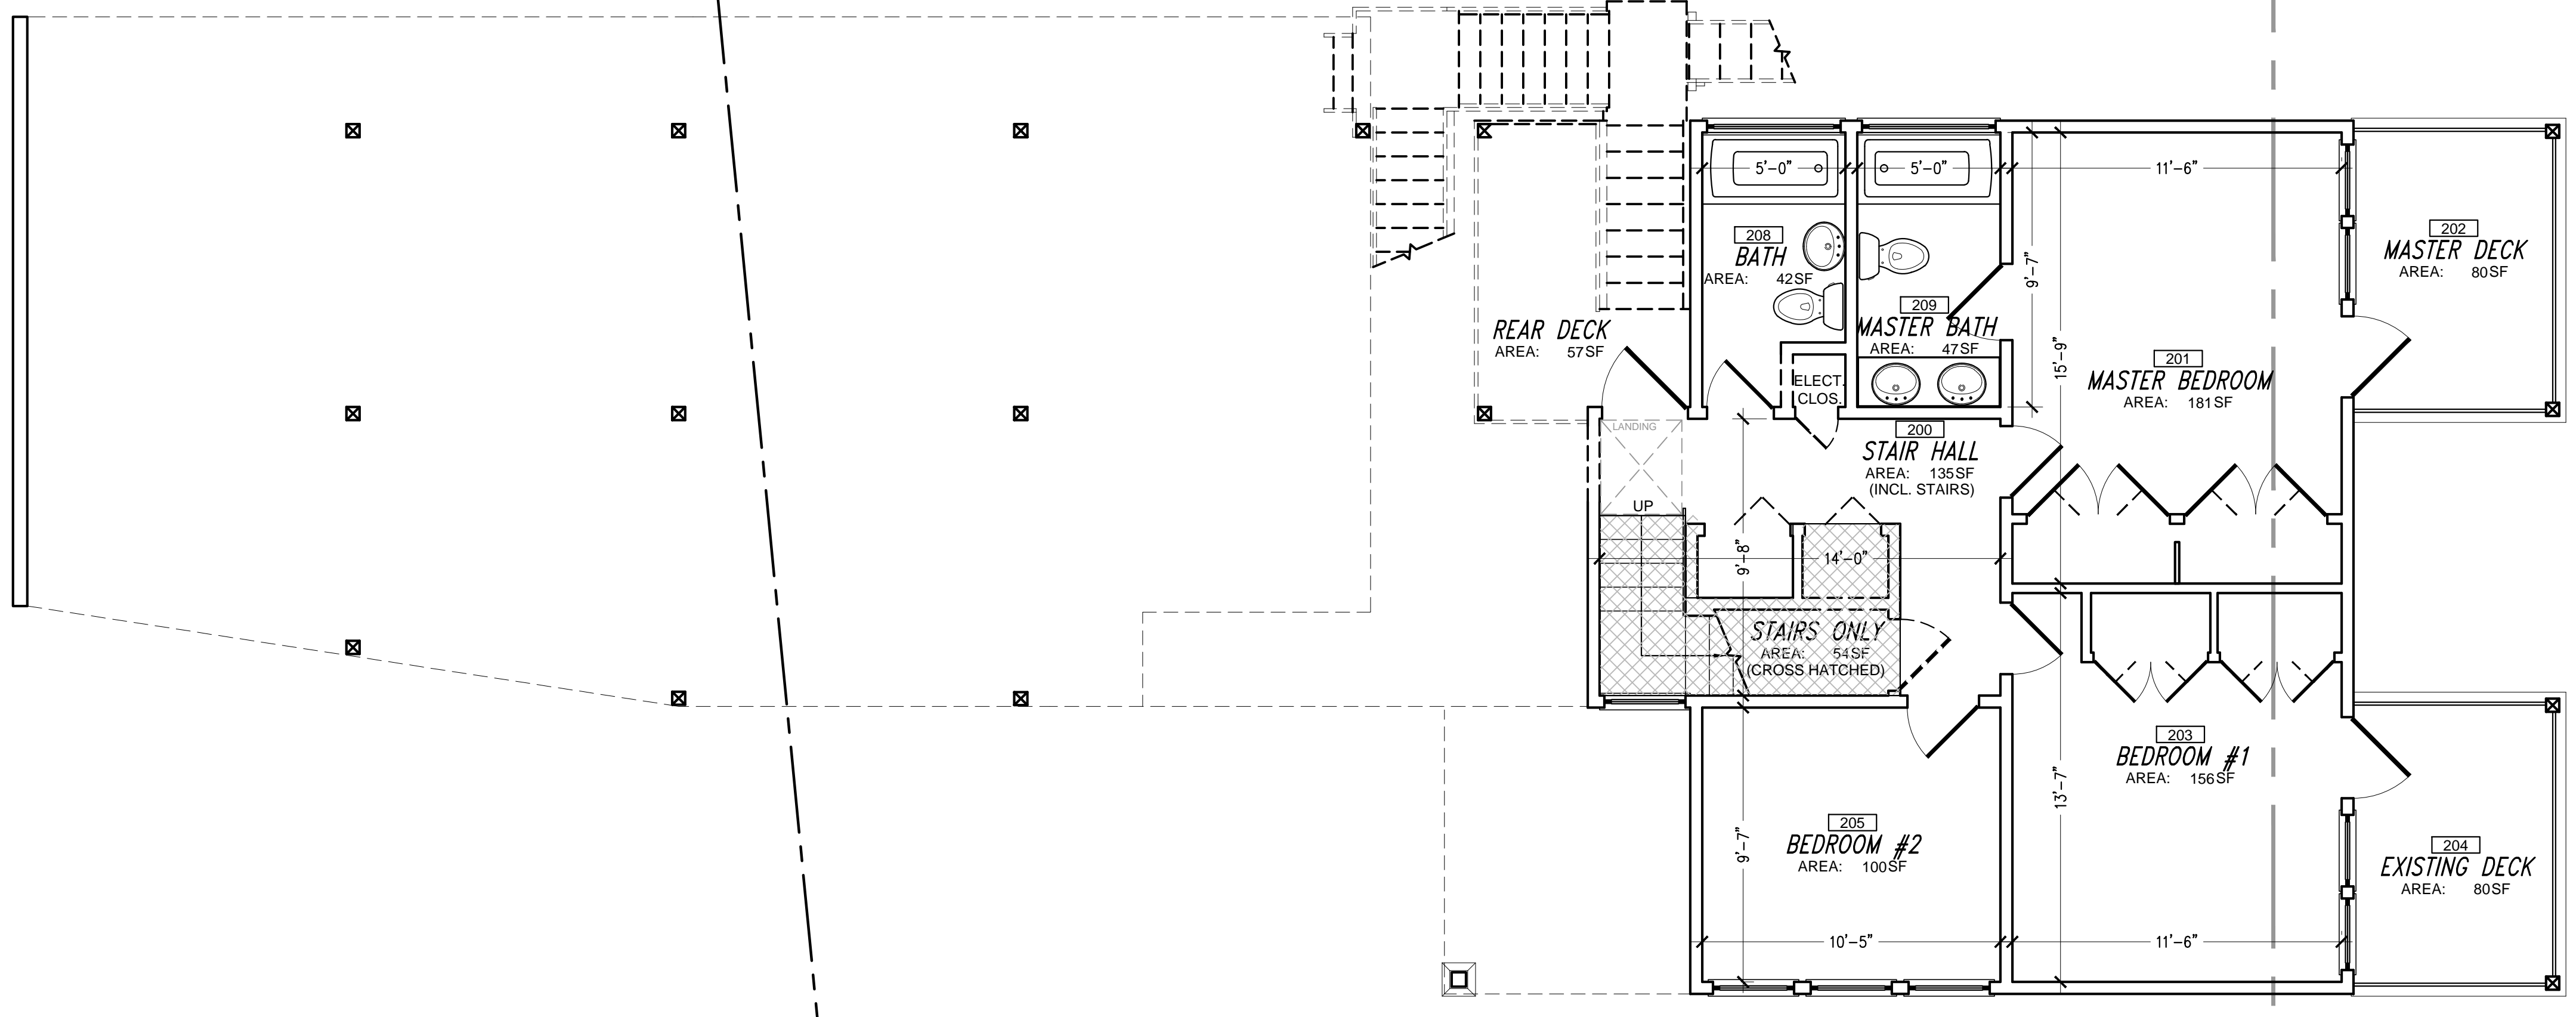 5'-0"
5'-0"
11'-6"
208
BATH
AREA: 42SF
202
MASTER DECK
AREA: 80SF
9'-7"
209
MASTER BATH
AREA: 47SF
REAR DECK
AREA: 57SF
15'-9"
201
MASTER BEDROOM
AREA: 181SF
ELECT.
CLOS.
LANDING
200
STAIR HALL
AREA: 135SF
(INCL. STAIRS)
UP
9'-8"
14'-0"
STAIRS ONLY
AREA: 54SF
(CROSS HATCHED)
203
BEDROOM #1
AREA: 156SF
13'-7"
205
BEDROOM #2
AREA: 100SF
9'-7"
204
EXISTING DECK
AREA: 80SF
10'-5"
11'-6"